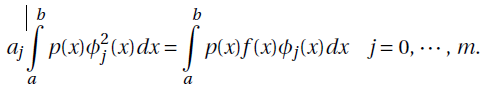 a_j ∫_a^b p(x)ϕ_j^2(x)dx = ∫_a^b p(x)f(x)ϕ_j(x)dx j = 0, ⋯, m.